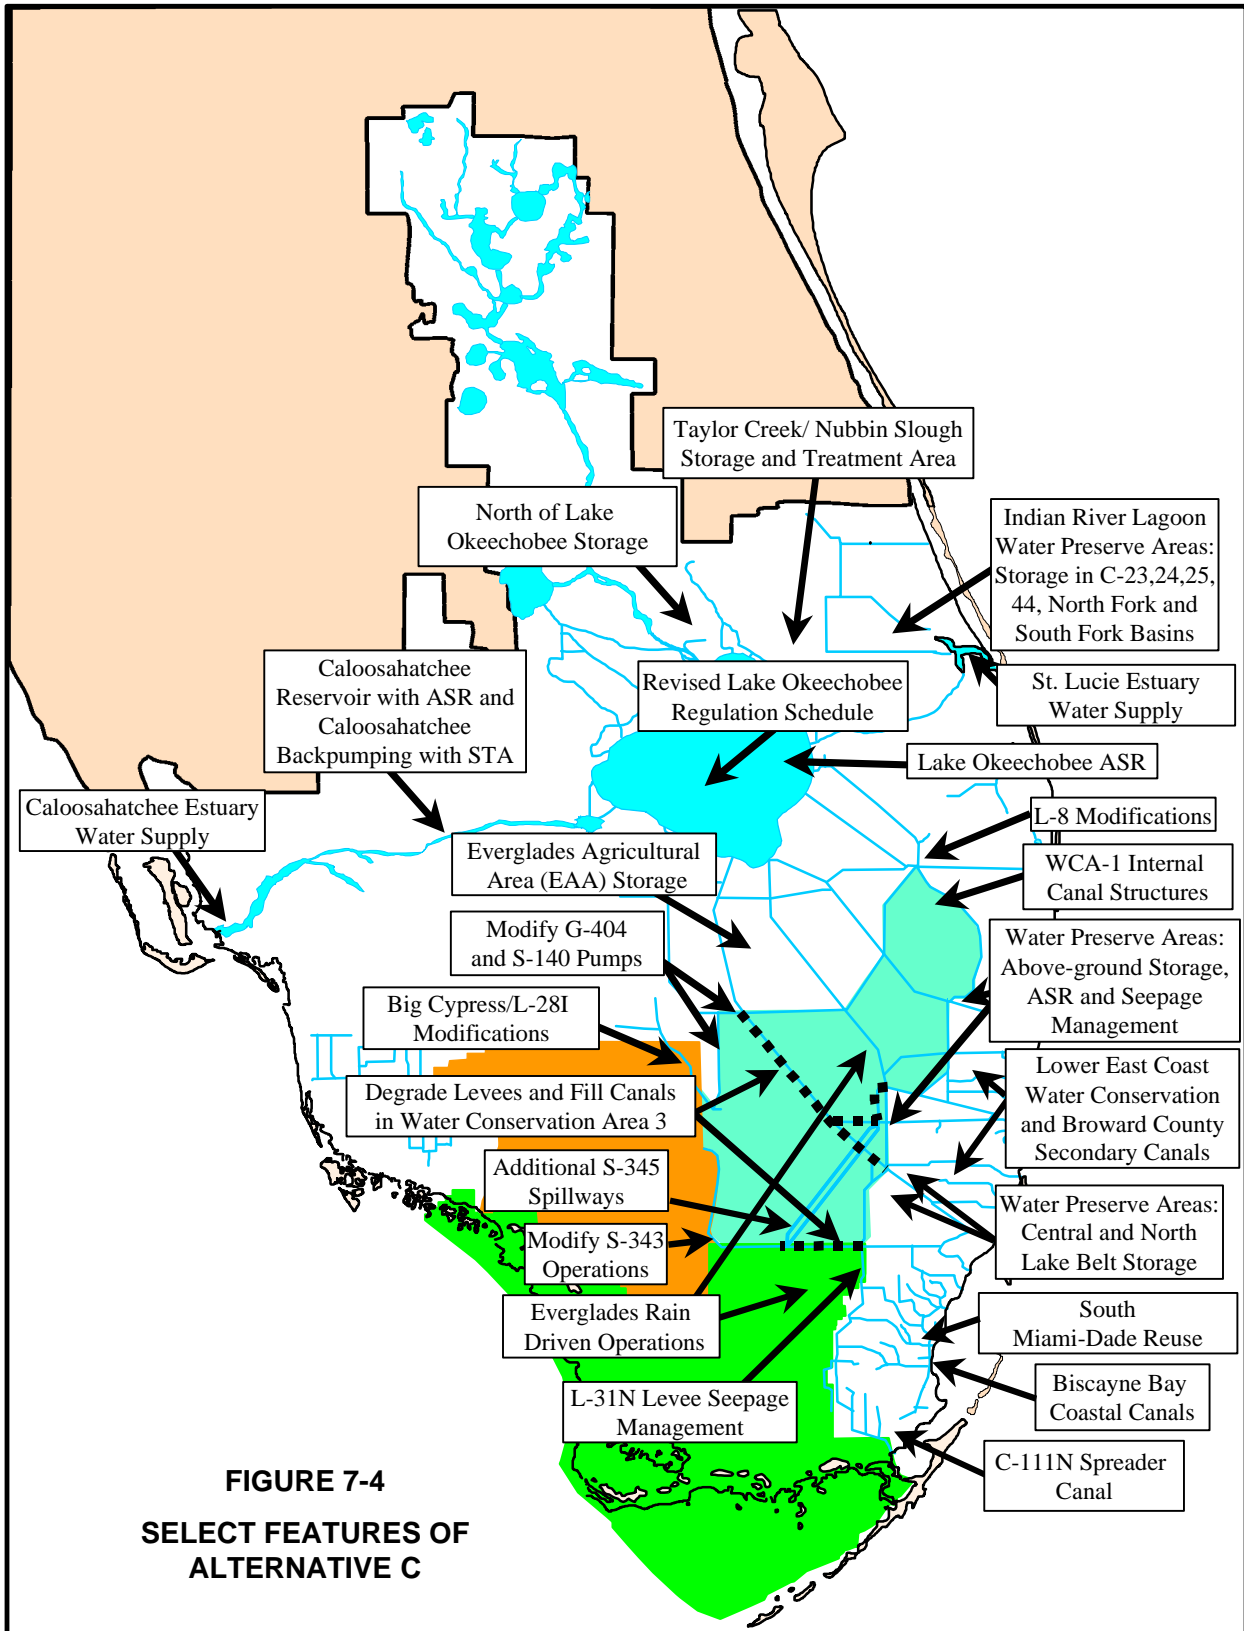 Taylor Creek/ Nubbin Slough
Storage and Treatment Area
North of Lake
Okeechobee Storage
Indian River Lagoon
Water Preserve Areas:
Storage in C-23,24,25,
44, North Fork and
South Fork Basins
Caloosahatchee
Reservoir with ASR and
Caloosahatchee
Backpumping with STA
Revised Lake Okeechobee
Regulation Schedule
St. Lucie Estuary
Water Supply
Lake Okeechobee ASR
Caloosahatchee Estuary
Water Supply
L-8 Modifications
Everglades Agricultural
Area (EAA) Storage
WCA-1 Internal
Canal Structures
Modify G-404
and S-140 Pumps
Water Preserve Areas:
Above-ground Storage,
ASR and Seepage
Management
Big Cypress/L-28I
Modifications
Degrade Levees and Fill Canals
in Water Conservation Area 3
Lower East Coast
Water Conservation
and Broward County
Secondary Canals
Additional S-345
Spillways
Water Preserve Areas:
Central and North
Lake Belt Storage
Modify S-343
Operations
Everglades Rain
Driven Operations
South
Miami-Dade Reuse
L-31N Levee Seepage
Management
Biscayne Bay
Coastal Canals
C-111N Spreader
Canal
FIGURE 7-4
SELECT FEATURES OF
ALTERNATIVE C